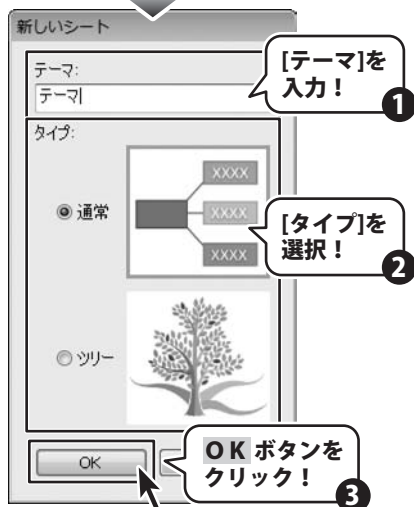 新しいシート
テーマ:
テーマ
[テーマ]を
入力！
1
タイプ:
通常
XXXX
XXXX
XXXX
[タイプ]を
選択！
2
ツリー
OK
OK ボタンを
クリック！
3